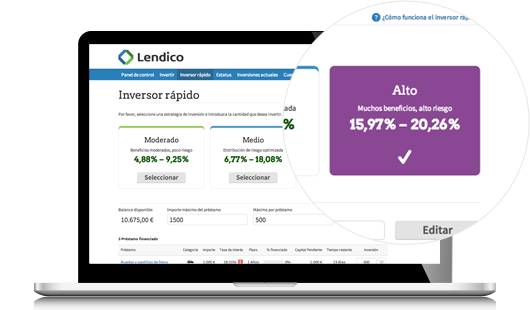 ¿Cómo funciona el inversor ráp
Lendico
Panel de control Invertir Inversor rápido Estatus Inversiones actuales Cue
Inversor rápido
Por favor, seleccione una estrategia de inversión e introduzca la cantidad que desea invertir.
Moderado
Beneficios moderados, poco riesgo
4,88% – 9,25%
Seleccionar
Medio
Distribución de riesgo optimizada
6,77% – 18,08%
Seleccionar
%
Alto
Muchos beneficios, alto riesgo
15,97% – 20,26%
Balance disponible Importe máximo del préstamo Máximo por préstamo
10.675,00 € 1500 500
Editar
Préstamo financiado
Préstamo Categoría Importe Tasa de interés Plazo % financiado Capital Pendiente Tiempo restante Inversión
1.000 € 1 Años 0% 1.000 € 13 días 500